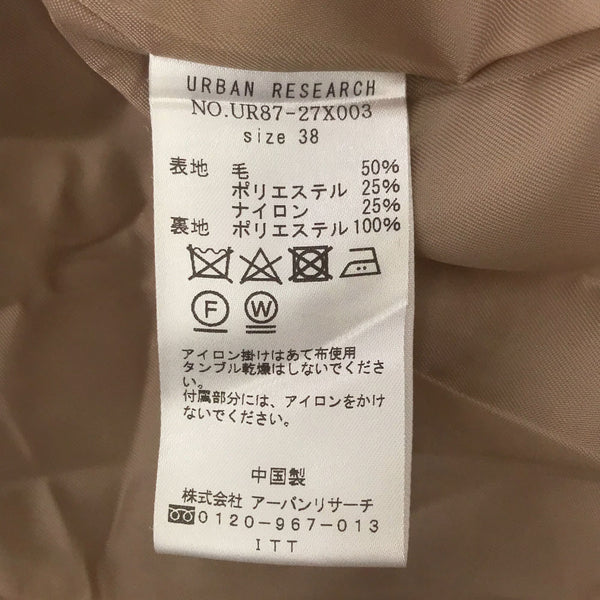 URBAN RESEARCH
NO.UR87-27X003
size 38
表地 毛 50%
ポリエステル 25%
ナイロン 25%
裏地 ポリエステル 100%
F W
アイロン掛けはあて布使用
タンブル乾燥はしないでくださ
い。
付属部分には、アイロンをかけ
ないでください。
中国製
株式会社 アーバンリサーチ
0120-967-013
ITT